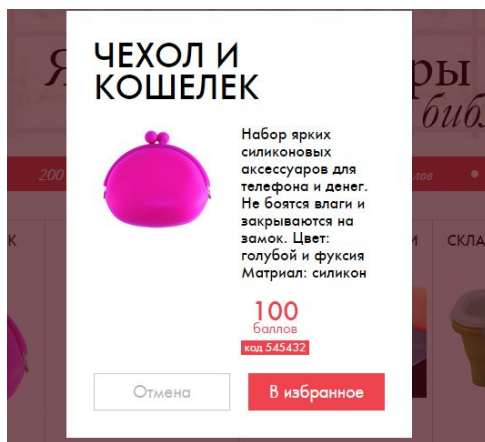 ЧЕХОЛ И
КОШЕЛЕК
Набор ярких
силиконовых
аксессуаров для
телефона и денег.
Не боятся влаги и
закрываются на
замок. Цвет:
голубой и фуксия
Матриал: силикон
100
баллов
код 545432
Отмена
В избранное
200